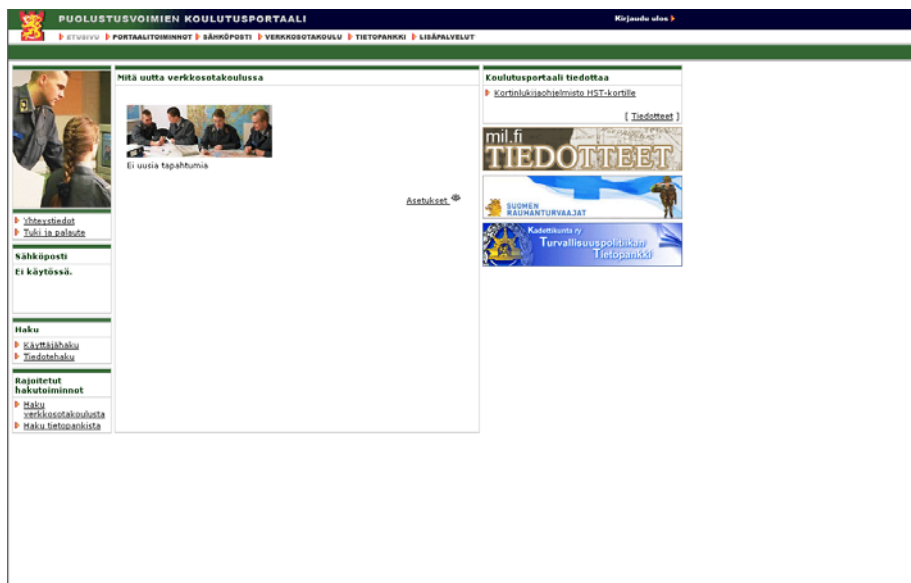 PUOLUSTUSVOIMIEN KOULUTUSPORTAALI
Kirjaudu ulos
ETUSIVU PORTAALITOIMINNOT SÄHKÖPOSTI VERKKOSOTAKOULU TIETOPANKKI LISÄPALVELUT
Yhteystiedot
Tuki ja palaute
Sähköposti
Ei käytössä.
Haku
Käyttäjähaku
Tiedotehaku
Rajoitetut
hakutoiminnot
Haku
verkkosotakoulusta
Haku tietopankista
Mitä uutta verkkosotakoulussa
Ei uusia tapahtumia
Asetukset
Koulutusportaali tiedottaa
Kortinlukijaohjelmisto HST-kortille
[ Tiedotteet ]
mil.fi
TIEDOTTEET
SUOMEN
RAUHANTURVAAJAT
Kadettikunta ry
Turvallisuuspolitiikan
Tietopankki